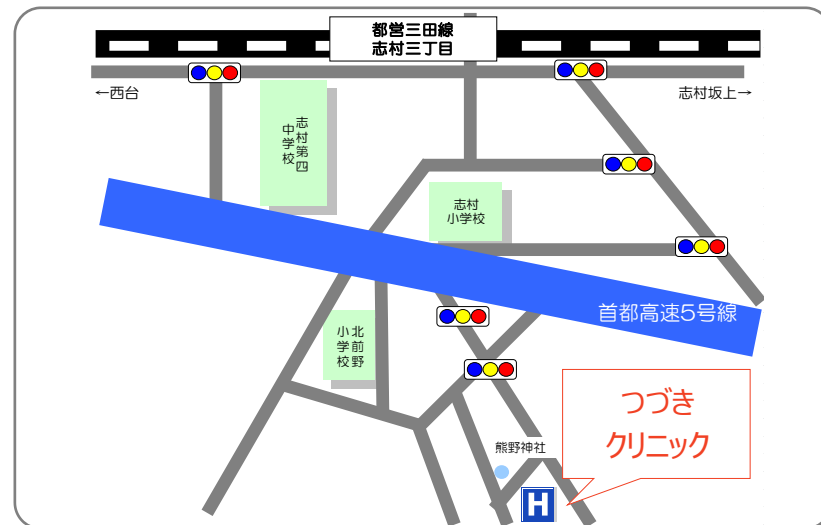 都営三田線
志村三丁目
←西台
志村坂上→
志村第四
中学校
志村
小学校
首都高速5号線
北前野
小学校
つづき
クリニック
熊野神社
H